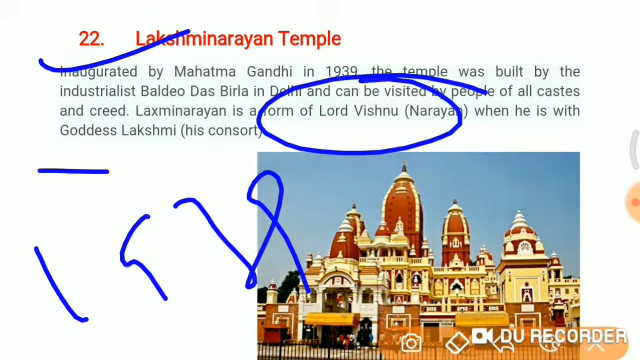 22. Lakshminarayan Temple
Inaugurated by Mahatma Gandhi in 1939, the temple was built by the
industrialist Baldeo Das Birla in Delhi and can be visited by people of all castes
and creed. Laxminarayan is a form of Lord Vishnu (Narayan) when he is with
Goddess Lakshmi (his consort)
DU RECORDER